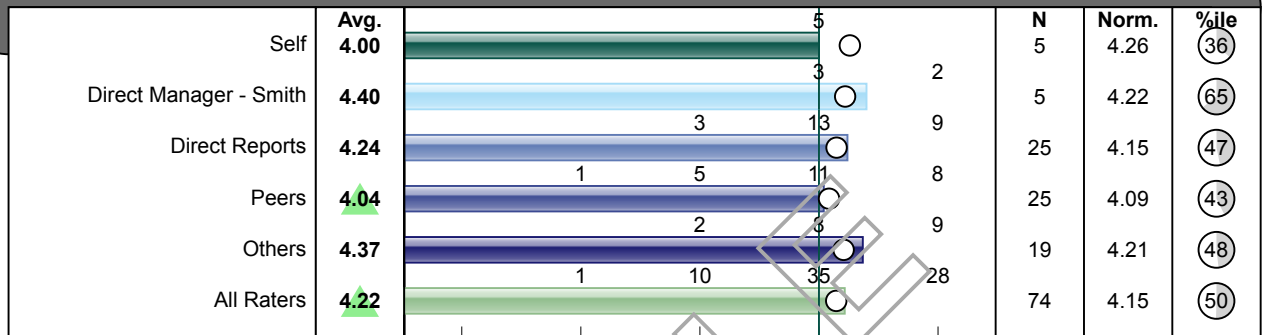 Avg. 5 N Norm. %ile
Self 4.00 5 4.26 36
3 2
Direct Manager - Smith 4.40 5 4.22 65
3 13 9
Direct Reports 4.24 25 4.15 47
1 5 11 8
Peers 4.04 25 4.09 43
2 8 9
Others 4.37 19 4.21 48
1 10 35 28
All Raters 4.22 74 4.15 50